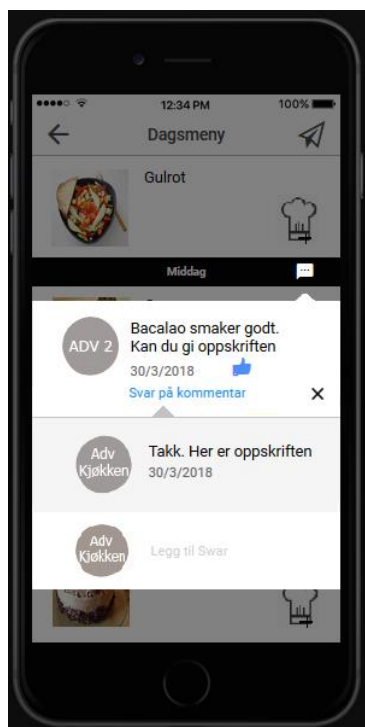 12:34 PM
100%
Dagsmeny
Gulrot
Middag
ADV 2
Bacalao smaker godt.
Kan du gi oppskriften
30/3/2018
Svar på kommentar
Adv
Kjøkken
Takk. Her er oppskriften
30/3/2018
Adv
Kjøkken
Legg til Swar